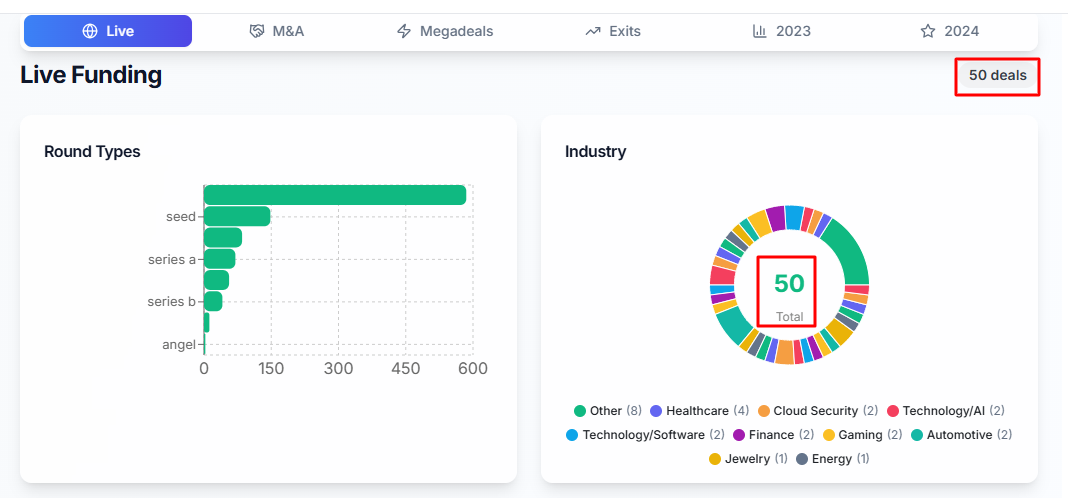 Live M&A Megadeals Exits 2023 2024
Live Funding 50 deals
Round Types
seed
series a
series b
angel
0 150 300 450 600
Industry
50
Total
Other (8) Healthcare (4) Cloud Security (2) Technology/AI (2)
Technology/Software (2) Finance (2) Gaming (2) Automotive (2)
Jewelry (1) Energy (1)